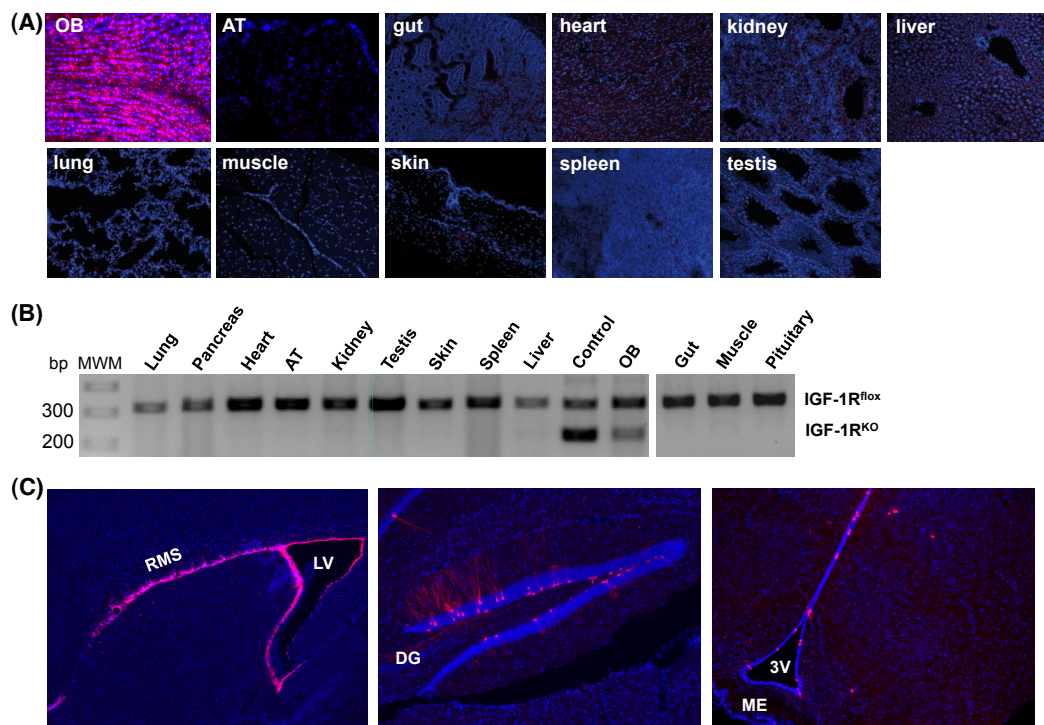 (A)
OB AT gut heart kidney liver
lung muscle skin spleen testis
(B)
Lung Pancreas Heart AT Kidney Testis Skin Spleen Liver Control OB Gut Muscle Pituitary
bp MWM
300
200
IGF-1Rflox
IGF-1RKO
(C)
RMS LV
DG
3V
ME